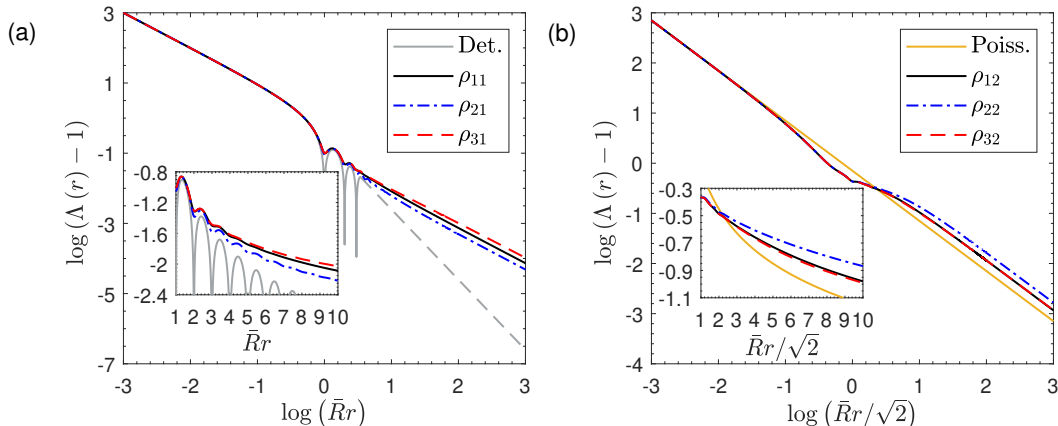 (a)
3
1
-1
-3
-5
-7
log (Λ (r) − 1)
Det.
ρ11
ρ21
ρ31
-0.8
-1.2
-1.6
-2
-2.4
1 2 3 4 5 6 7 8 9 10
R̄r
-3 -2 -1 0 1 2 3
log (R̄r)
(b)
3
2
1
0
-1
-2
-3
-4
log (Λ (r) − 1)
Poiss.
ρ12
ρ22
ρ32
-0.3
-0.5
-0.7
-0.9
-1.1
1 2 3 4 5 6 7 8 9 10
R̄r/√2
-3 -2 -1 0 1 2 3
log (R̄r/√2)